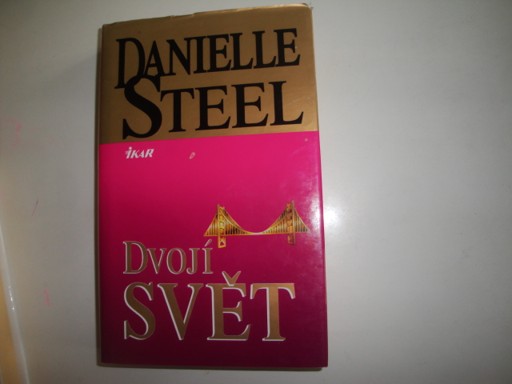 DANIELLE
STEEL
IKAR
DVOJÍ
SVĚT